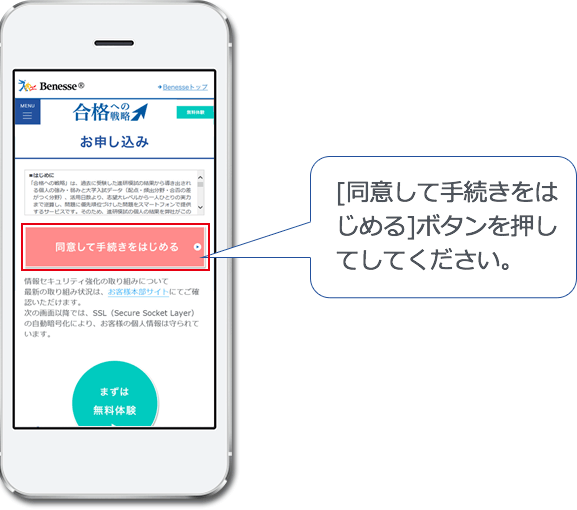 Benesse®
Benesseトップ
MENU
合格への戦略
無料体験
お申し込み
■はじめに
「合格への戦略」は、過去に受験した進研模試の結果から導き出され
る個人の強み・弱みと大学入試データ（配点・頻出分野・合否の差
がつく分野）、活用日数より、志望大レベルから一人ひとりの実力
まで逆算し、問題に優先順位づけした問題をスマートフォンで提供
するサービスです。そのため、進研模試の個人の結果を弊社がこの
同意して手続きをはじめる
情報セキュリティ強化の取り組みについて
最新の取り組み状況は、お客様本部サイトにてご確
認いただけます。
次の画面以降では、SSL（Secure Socket Layer）
の自動暗号化により、お客様の個人情報は守られて
います。
まずは
無料体験
[同意して手続きをは
じめる]ボタンを押し
てしてください。